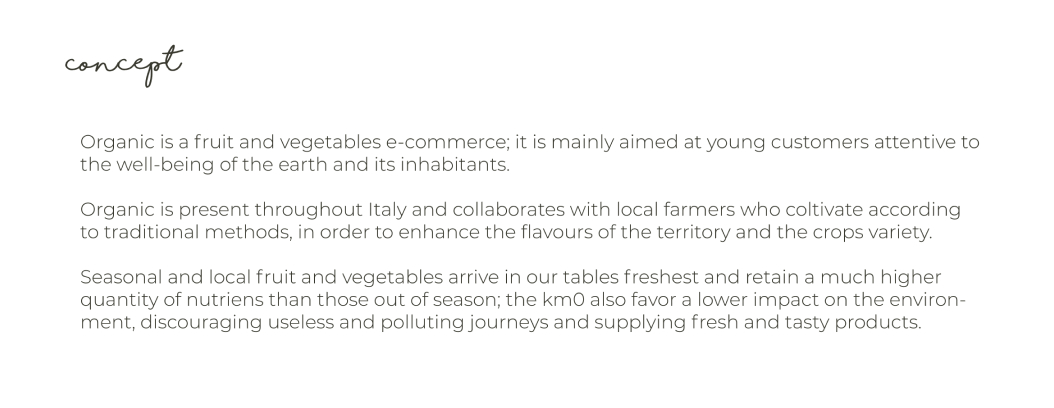 concept
Organic is a fruit and vegetables e-commerce; it is mainly aimed at young customers attentive to
the well-being of the earth and its inhabitants.
Organic is present throughout Italy and collaborates with local farmers who coltivate according
to traditional methods, in order to enhance the flavours of the territory and the crops variety.
Seasonal and local fruit and vegetables arrive in our tables freshest and retain a much higher
quantity of nutriens than those out of season; the km0 also favor a lower impact on the environ-
ment, discouraging useless and polluting journeys and supplying fresh and tasty products.